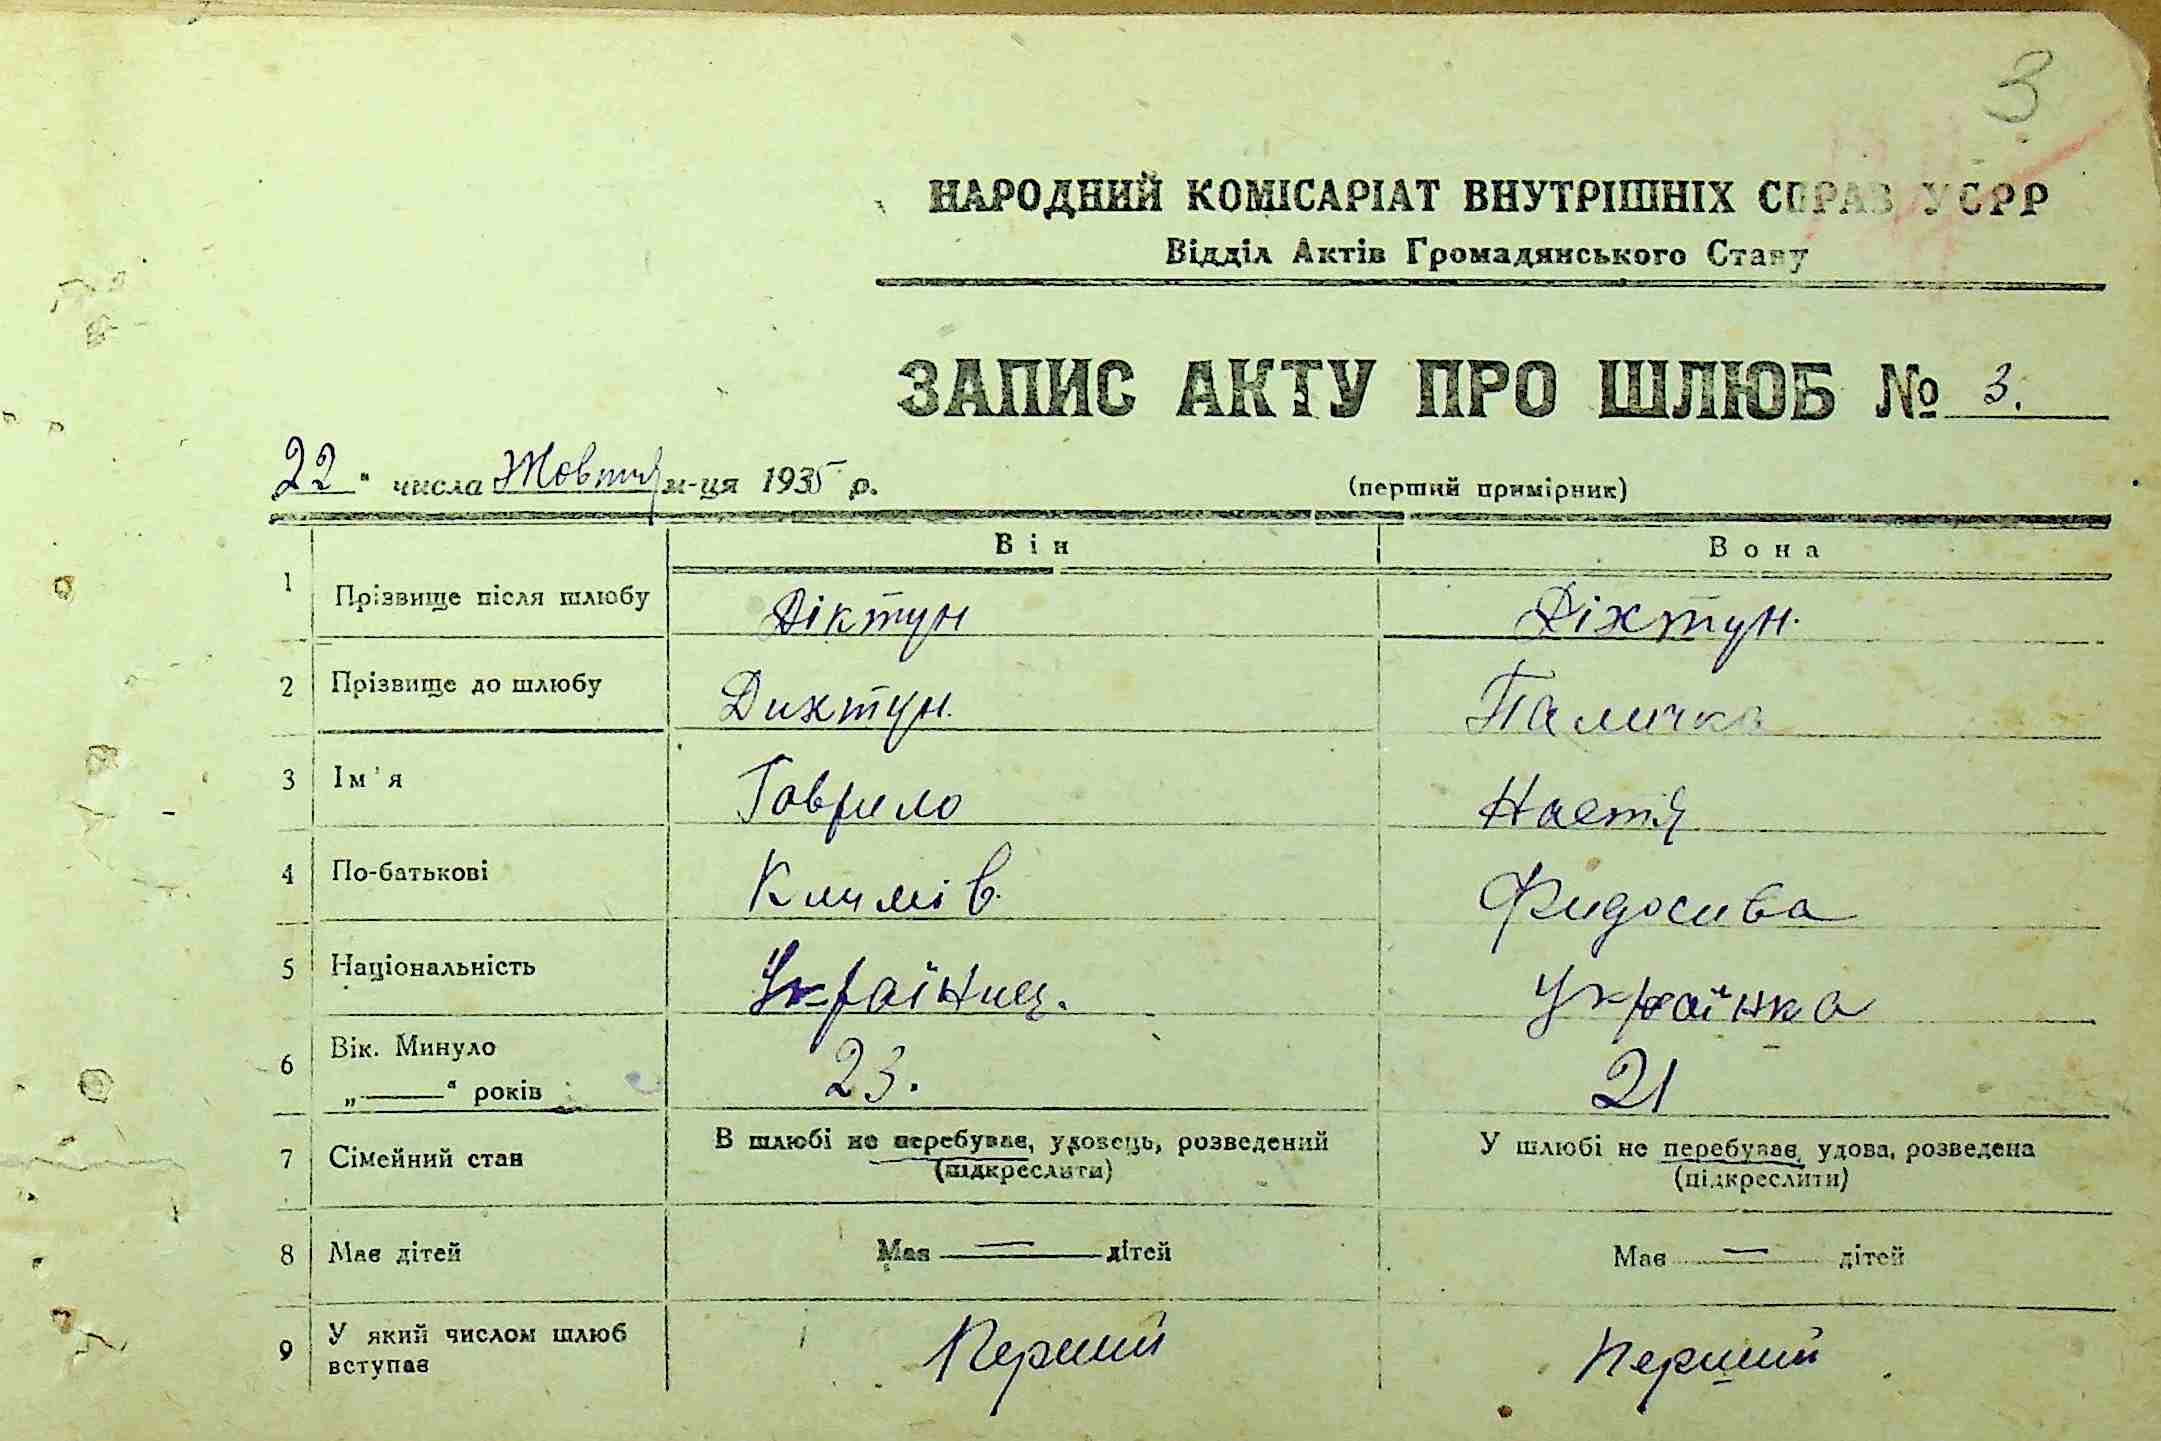 3
НАРОДНИЙ КОМІСАРІАТ ВНУТРІШНІХ СПРАВ УСРР
Відділ Актів Громадянського Стану
ЗАПИС АКТУ ПРО ШЛЮБ № 3.
22 " числа Жовтня м-ця 1935 р.
(перший примірник)
Він Вона
1 Прізвище після шлюбу Діктун Діхтун.
2 Прізвище до шлюбу Дихтун. Паличка
3 Ім'я Гаврило Настя
4 По-батькові Климів. Фидосива
5 Національність Українец. Українка
6 Вік. Минуло
„ — " років 23. 21
7 Сімейний стан В шлюбі не перебуває, удовець, розведений У шлюбі не перебуває, удова, розведена
(підкреслити) (підкреслити)
8 Має дітей Має — дітей Має — дітей
9 У який числом шлюб
вступає Перший Перший